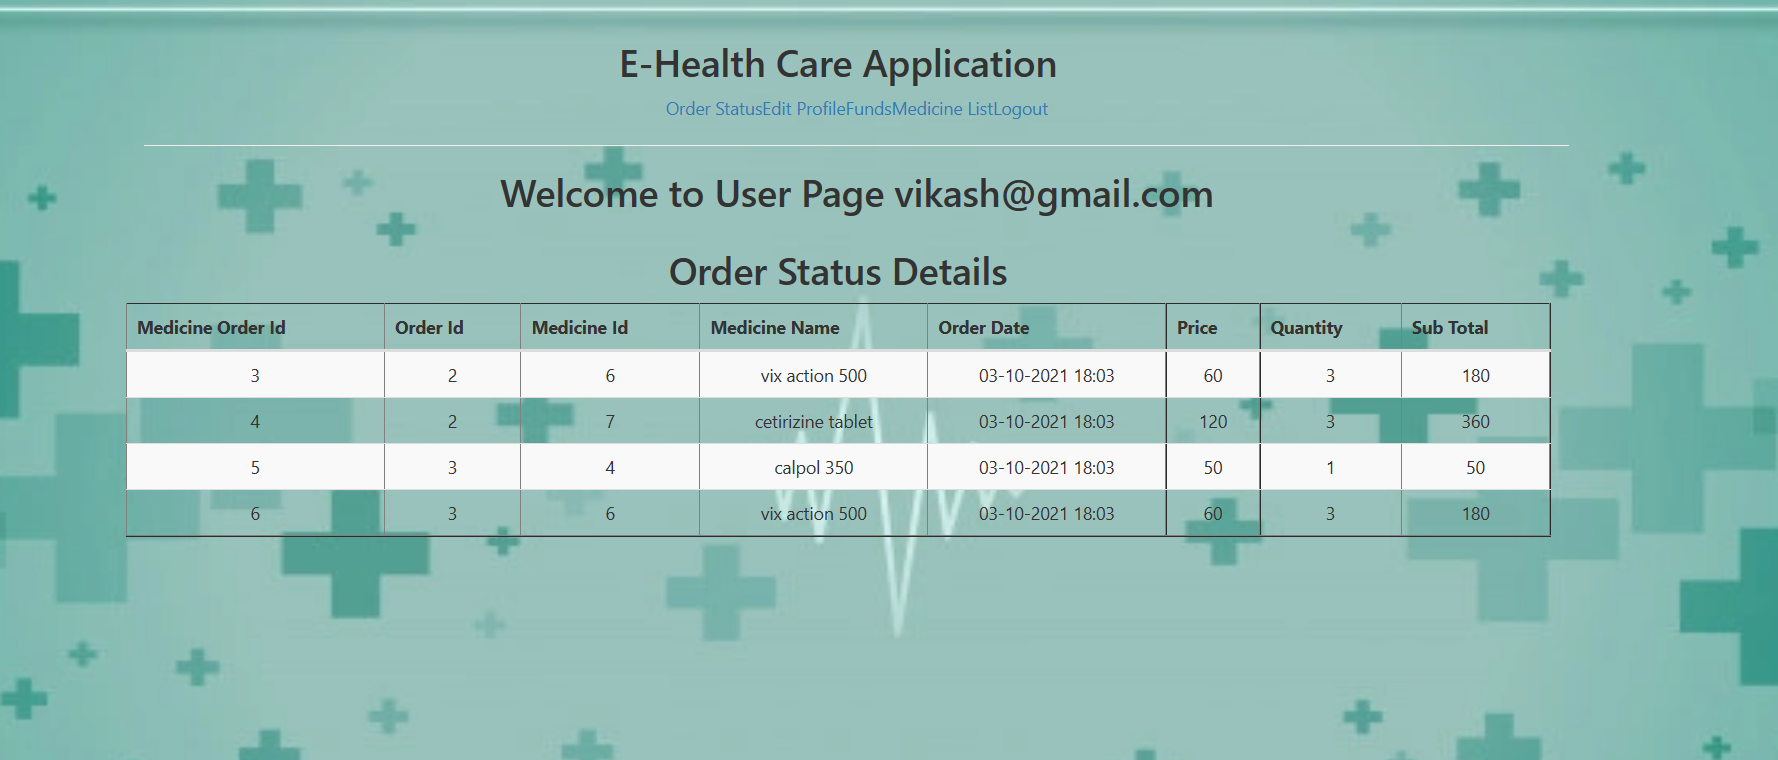 E-Health Care Application
Order StatusEdit ProfileFundsMedicine ListLogout
Welcome to User Page vikash@gmail.com
Order Status Details
Medicine Order Id Order Id Medicine Id Medicine Name Order Date Price Quantity Sub Total
3 2 6 vix action 500 03-10-2021 18:03 60 3 180
4 2 7 cetirizine tablet 03-10-2021 18:03 120 3 360
5 3 4 calpol 350 03-10-2021 18:03 50 1 50
6 3 6 vix action 500 03-10-2021 18:03 60 3 180